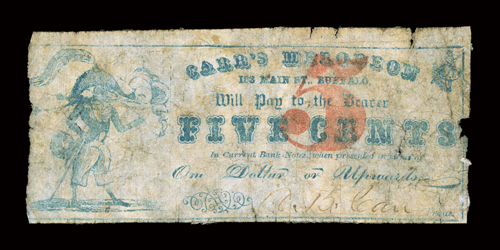 CARR'S MELODEON
MAIN ST., BUFFALO.
Will Pay to the Bearer
5
FIVE CENTS
In Current Bank Notes, when presented in sums of
One Dollar or Upwards
Carr